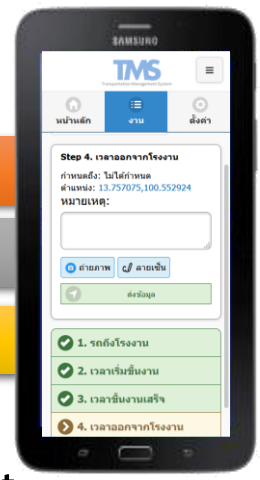 SAMSUNG
TMS
Transportation Management System
หน้าหลัก
งาน
ตั้งค่า
Step 4. เวลาออกจากโรงงาน
กำหนดถึง: ไม่ได้กำหนด
ตำแหน่ง: 13.757075,100.552924
หมายเหตุ:
ถ่ายภาพ
ลายเซ็น
ส่งข้อมูล
1. รถถึงโรงงาน
2. เวลาเริ่มขึ้นงาน
3. เวลาขึ้นงานเสร็จ
4. เวลาออกจากโรงงาน